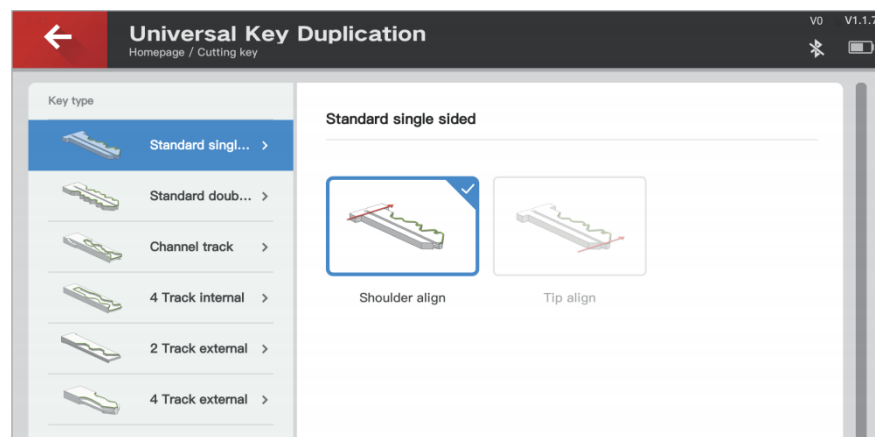 Universal Key Duplication
Homepage / Cutting key
V0 V1.1.7
Key type
Standard singl...
Standard doub...
Channel track
4 Track internal
2 Track external
4 Track external
Standard single sided
Shoulder align
Tip align